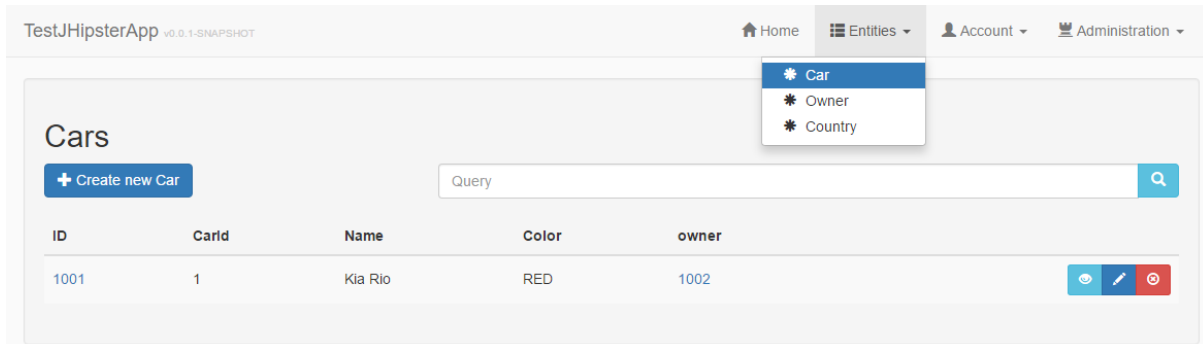 TestJHipsterApp v0.0.1-SNAPSHOT Home Entities Account Administration
Car
Owner
Country
Cars
Create new Car Query
ID CarId Name Color owner
1001 1 Kia Rio RED 1002